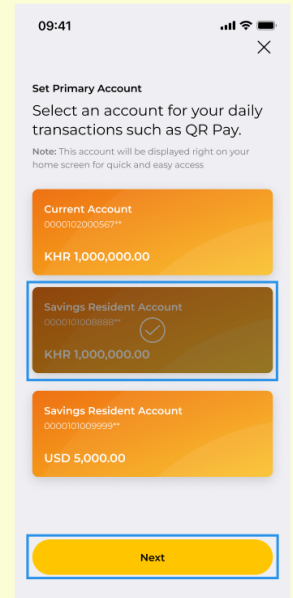 09:41
Set Primary Account
Select an account for your daily
transactions such as QR Pay.
Note: This account will be displayed right on your
home screen for quick and easy access
Current Account
0000102000567**
KHR 1,000,000.00
Savings Resident Account
0000101008888**
KHR 1,000,000.00
Savings Resident Account
0000101009999**
USD 5,000.00
Next